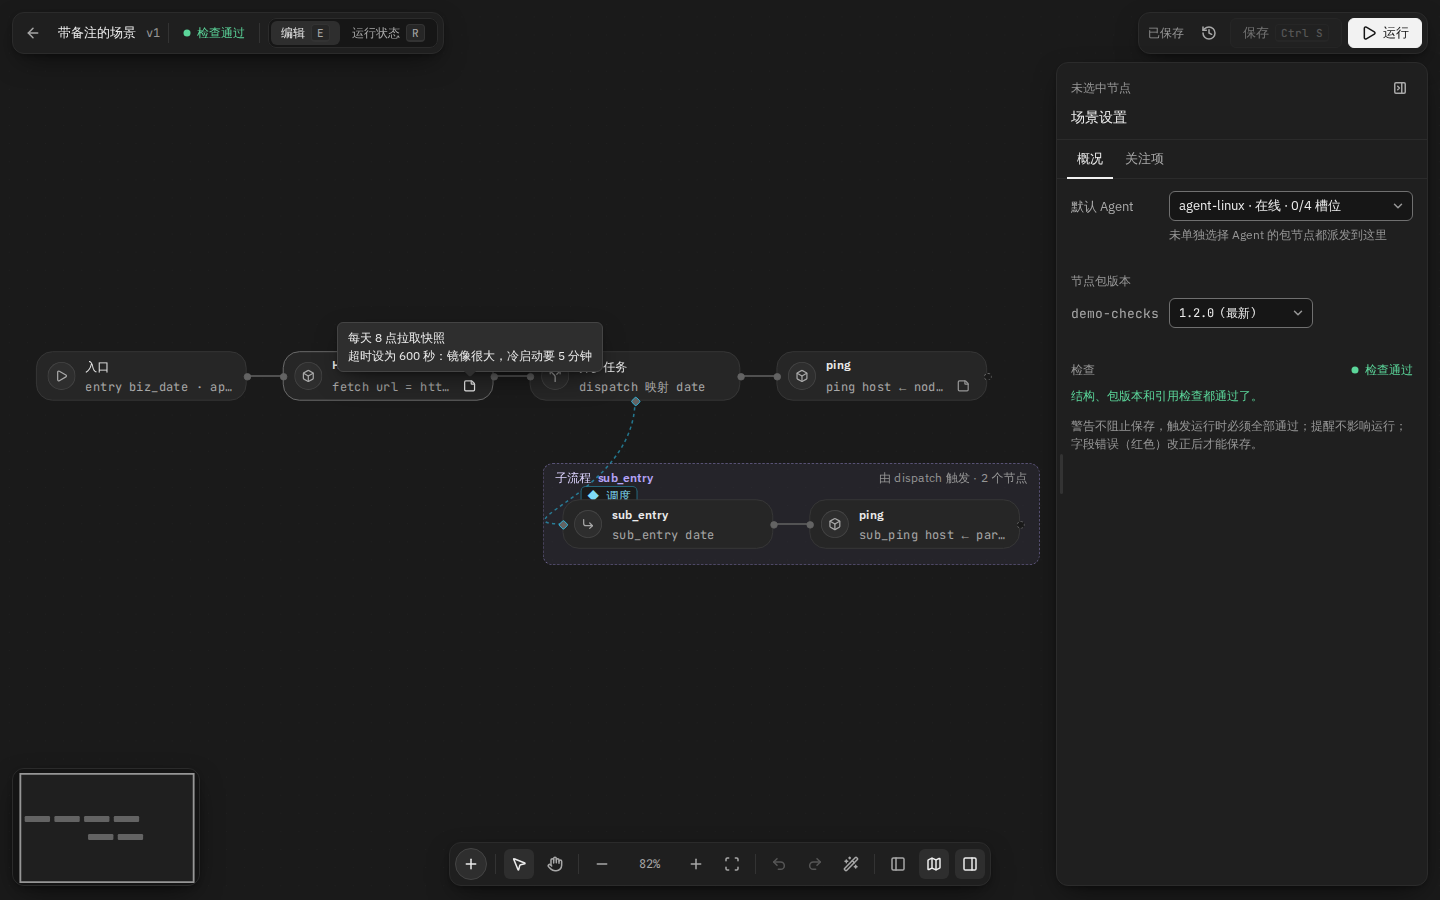 带备注的场景 v1 检查通过 编辑 E 运行状态 R
已保存 保存 Ctrl S 运行
未选中节点
场景设置
概况 关注项
默认 Agent agent-linux · 在线 · 0/4 槽位
未单独选择 Agent 的包节点都派发到这里
节点包版本
demo-checks 1.2.0 (最新)
检查 检查通过
结构、包版本和引用检查都通过了。
警告不阻止保存，触发运行时必须全部通过；提醒不影响运行；
字段错误（红色）改正后才能保存。
每天 8 点拉取快照
超时设为 600 秒：镜像很大，冷启动要 5 分钟
入口
entry biz_date · ap…
fetch url = htt…
任务
dispatch 映射 date
ping
ping host ← nod…
子流程 sub_entry 由 dispatch 触发 · 2 个节点
调度
sub_entry
sub_entry date
ping
sub_ping host ← par…
82%